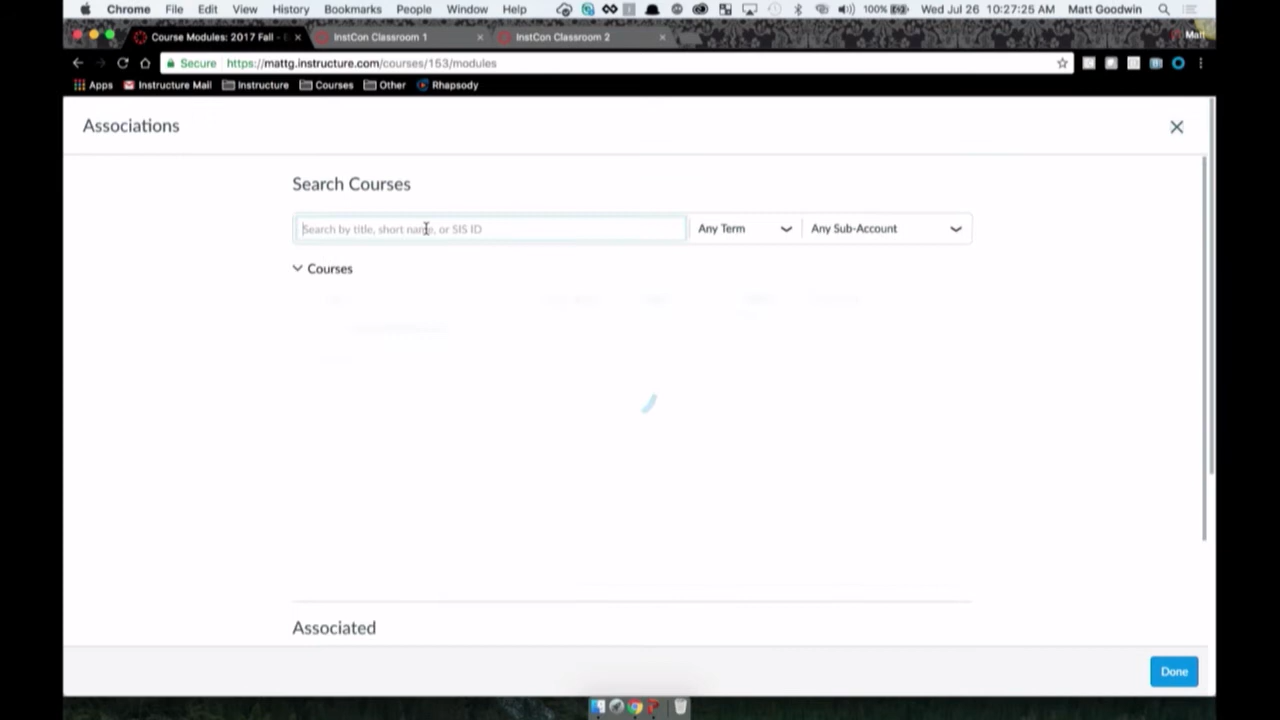 Chrome File Edit View History Bookmarks People Window Help 100% Wed Jul 26 10:27:25 AM Matt Goodwin
Course Modules: 2017 Fall - InstCon Classroom 1 InstCon Classroom 2 Matt
Secure https://mattg.instructure.com/courses/153/modules
Apps Instructure Mail Instructure Courses Other Rhapsody
Associations
Search Courses
Search by title, short name, or SIS ID Any Term Any Sub-Account
Courses
Associated
Done